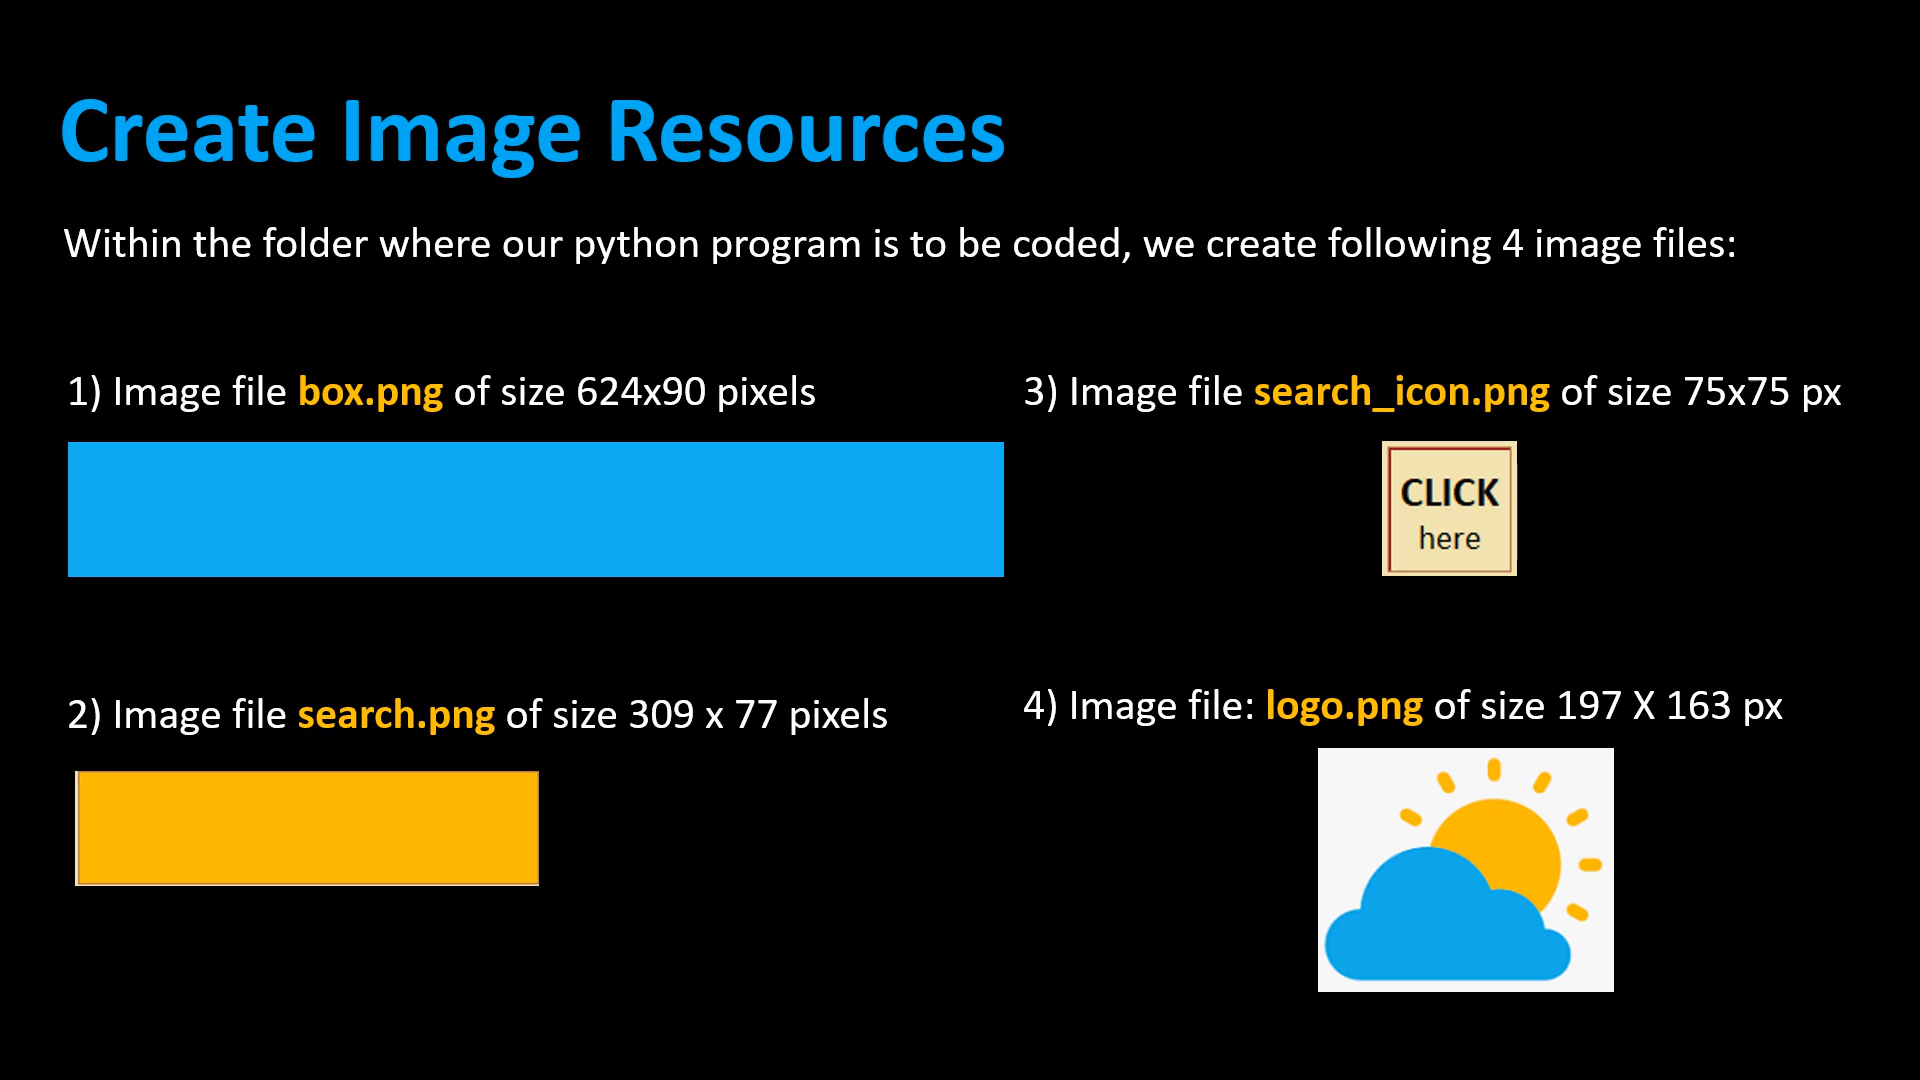 Create Image Resources
Within the folder where our python program is to be coded, we create following 4 image files:
1) Image file box.png of size 624x90 pixels
2) Image file search.png of size 309 x 77 pixels
3) Image file search_icon.png of size 75x75 px
CLICK
here
4) Image file: logo.png of size 197 X 163 px